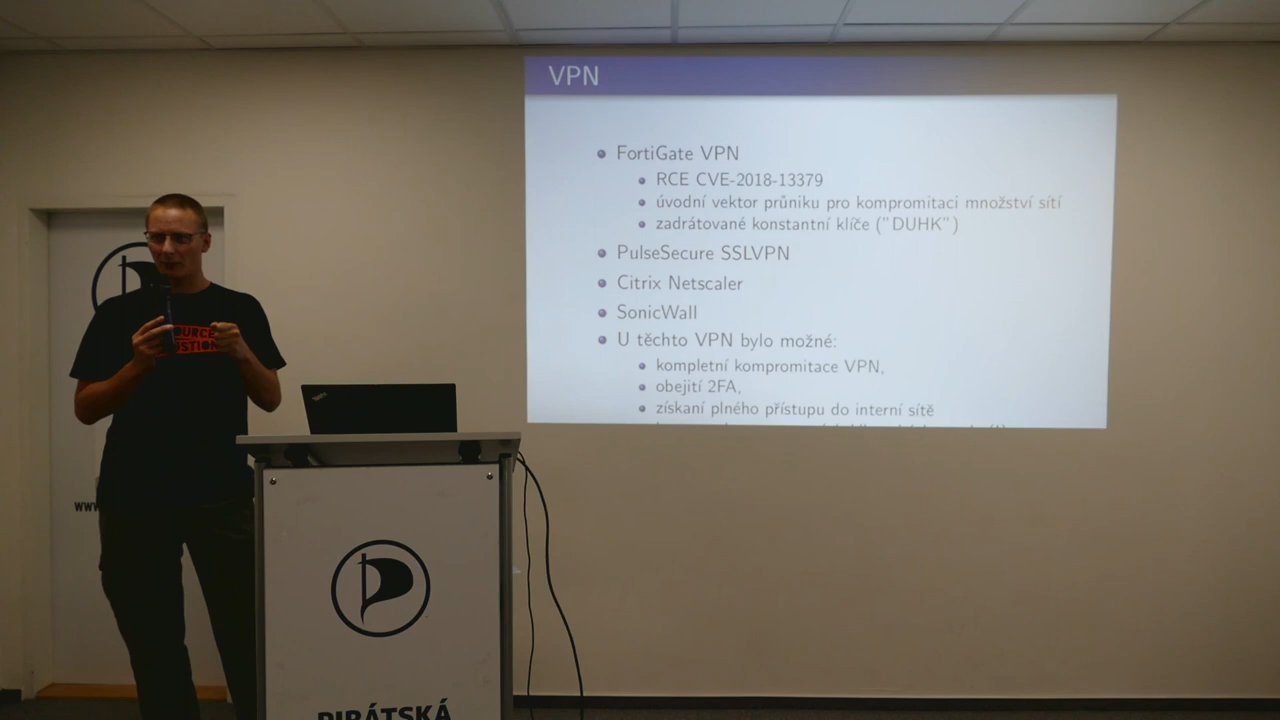 VPN
FortiGate VPN
RCE CVE-2018-13379
úvodní vektor průniku pro kompromitaci množství sítí
zadrátované konstantní klíče ("DUHK")
PulseSecure SSLVPN
Citrix Netscaler
SonicWall
U těchto VPN bylo možné:
kompletní kompromitace VPN,
obejití 2FA,
získaní plného přístupu do interní sítě
WWW
PIRÁTSKÁ